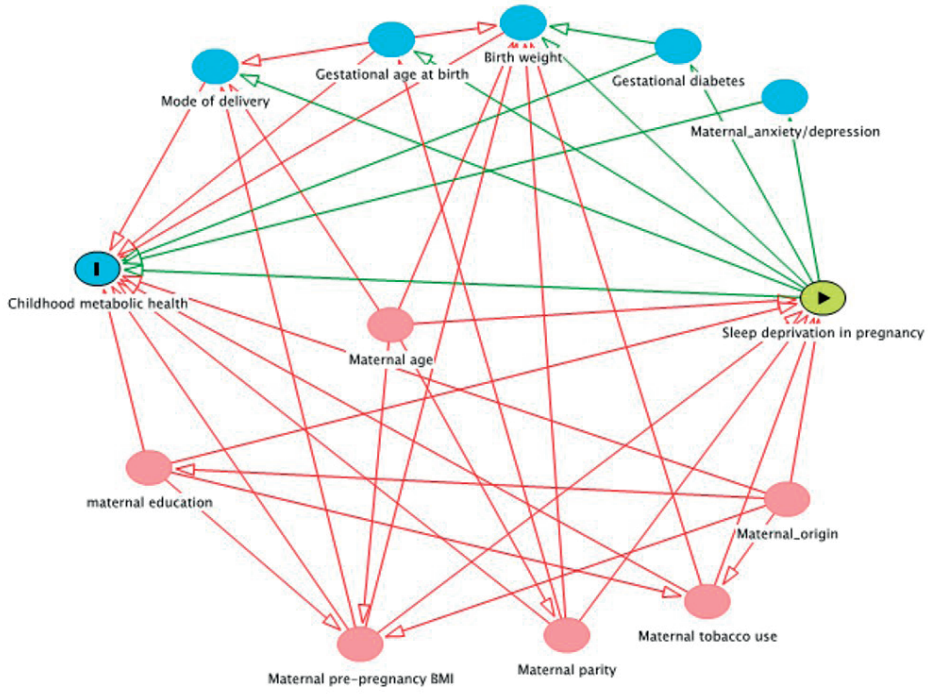 Birth weight
Gestational age at birth
Gestational diabetes
Mode of delivery
Maternal_anxiety/depression
I
Childhood metabolic health
Sleep deprivation in pregnancy
Maternal age
maternal education
Maternal_origin
Maternal tobacco use
Maternal parity
Maternal pre-pregnancy BMI